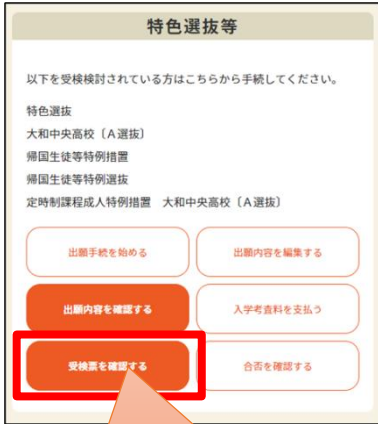 特色選抜等
以下を受検検討されている方はこちらから手続してください。
特色選抜
大和中央高校〔A選抜〕
帰国生徒等特例措置
帰国生徒等特例選抜
定時制課程成人特例措置　大和中央高校〔A選抜〕
出願手続を始める
出願内容を編集する
出願内容を確認する
入学考査料を支払う
受検票を確認する
合否を確認する